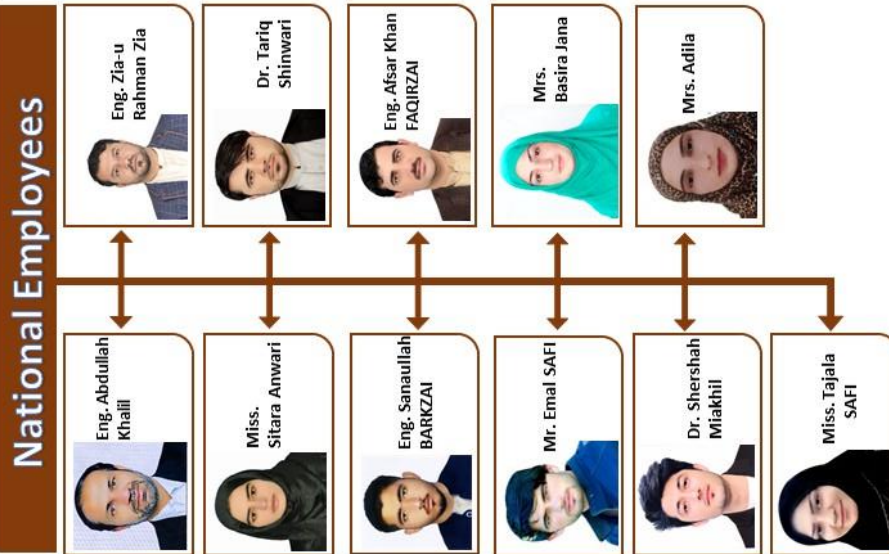 National Employees
Eng. Abdullah
Khalil
Eng. Zia-u
Rahman Zia
Miss.
Sitara Anwari
Dr. Tariq
Shinwari
Eng. Sanaullah
BARKZAI
Eng. Afsar Khan
FAQIRZAI
Mr. Emal SAFI
Mrs.
Basira Jana
Dr. Shershah
Miakhil
Mrs. Adila
Miss. Tajala
SAFI